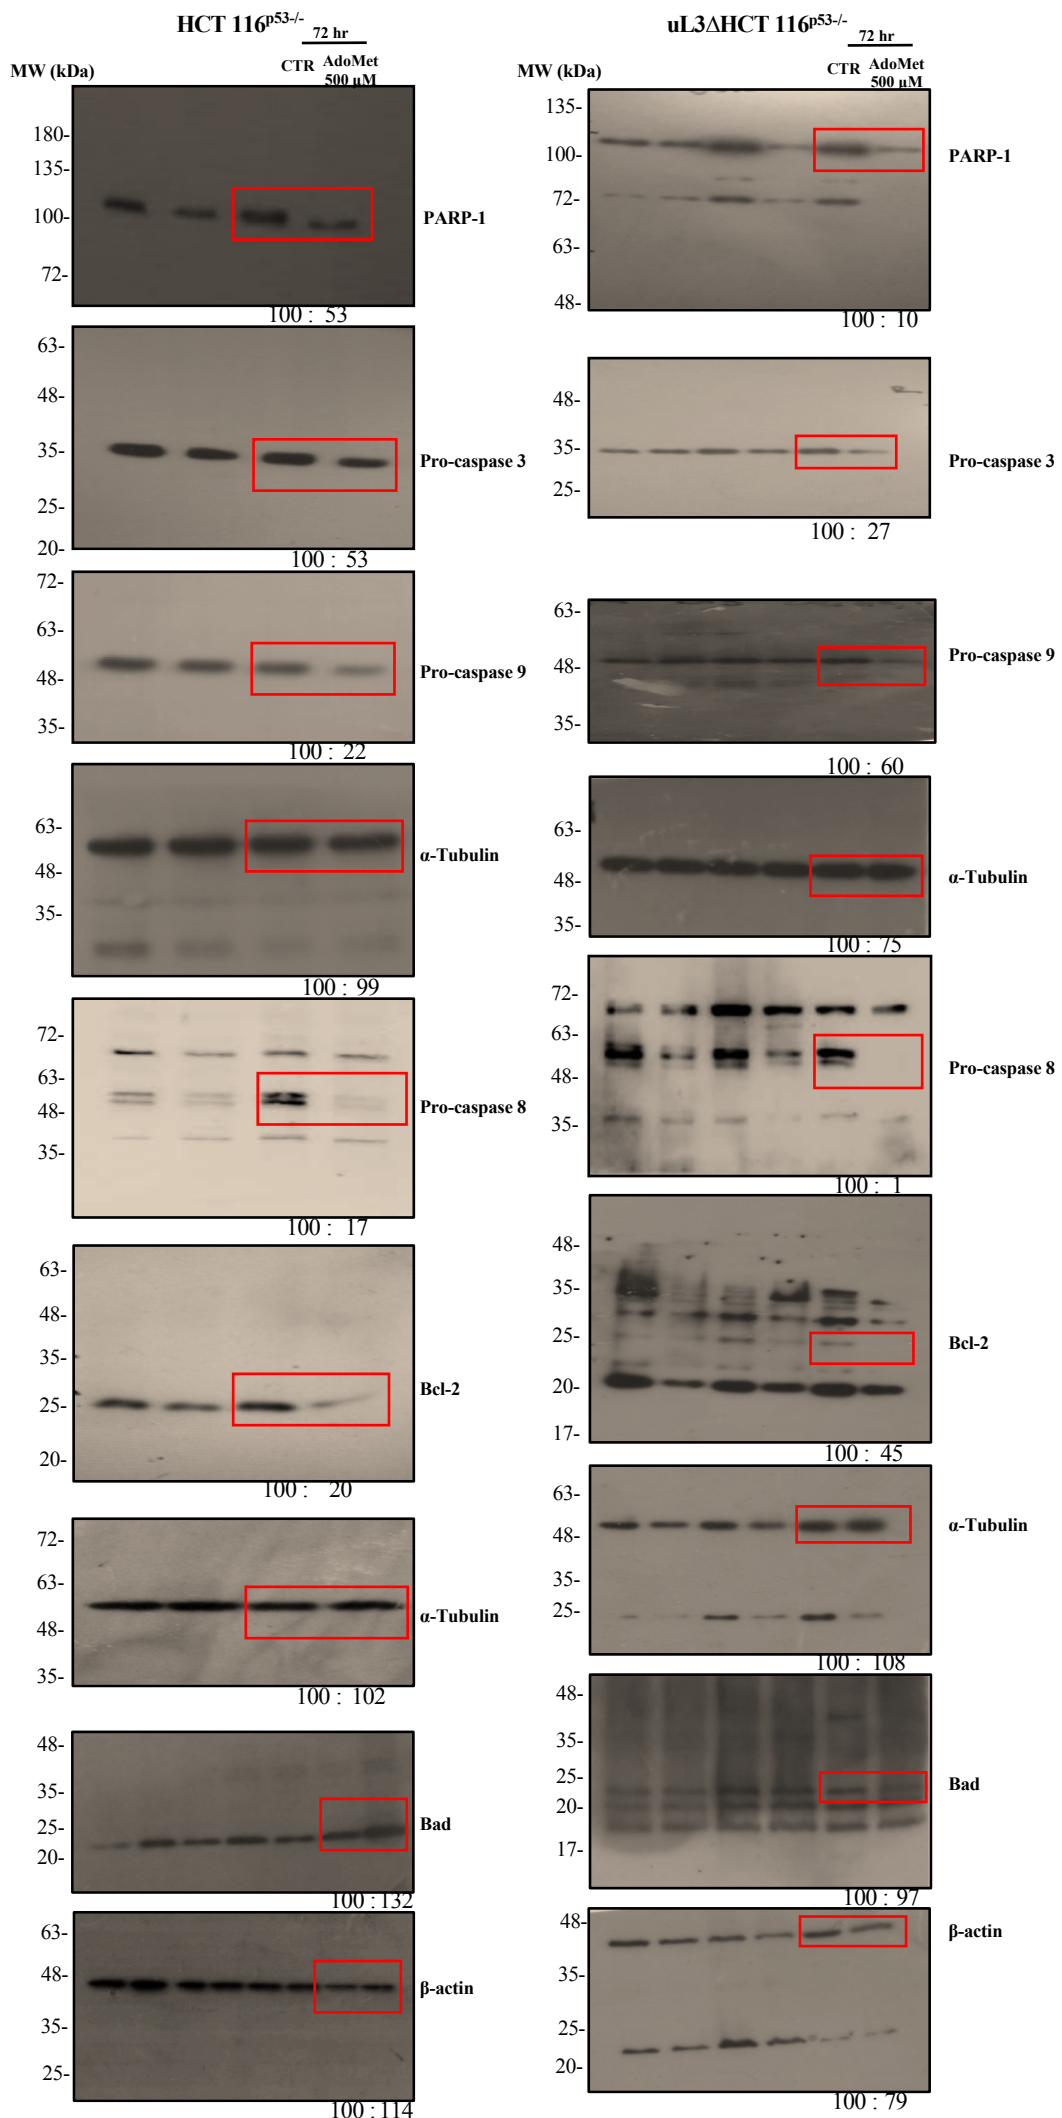 HCT 116p53-/-
72 hr
MW (kDa)
CTR
AdoMet
500 µM
180-
135-
100-
72-
PARP-1
100 : 53
63-
48-
35-
25-
20-
Pro-caspase 3
100 : 53
72-
63-
48-
35-
Pro-caspase 9
100 : 22
63-
48-
35-
α-Tubulin
100 : 99
72-
63-
48-
35-
Pro-caspase 8
100 : 17
63-
48-
35-
25-
20-
Bcl-2
100 : 20
72-
63-
48-
35-
α-Tubulin
100 : 102
48-
35-
25-
20-
Bad
100 :132
63-
48-
35-
25-
β-actin
100 :114
uL3ΔHCT 116p53-/-
72 hr
MW (kDa)
CTR
AdoMet
500 µM
135-
100-
72-
63-
48-
PARP-1
100 : 10
48-
35-
25-
Pro-caspase 3
100 : 27
63-
48-
35-
Pro-caspase 9
100 : 60
63-
48-
35-
α-Tubulin
100 : 75
72-
63-
48-
35-
Pro-caspase 8
100 : 1
48-
35-
25-
20-
17-
Bcl-2
100 : 45
63-
48-
35-
25-
α-Tubulin
100 : 108
48-
35-
25-
20-
17-
Bad
100 : 97
48-
35-
25-
20-
β-actin
100 : 79